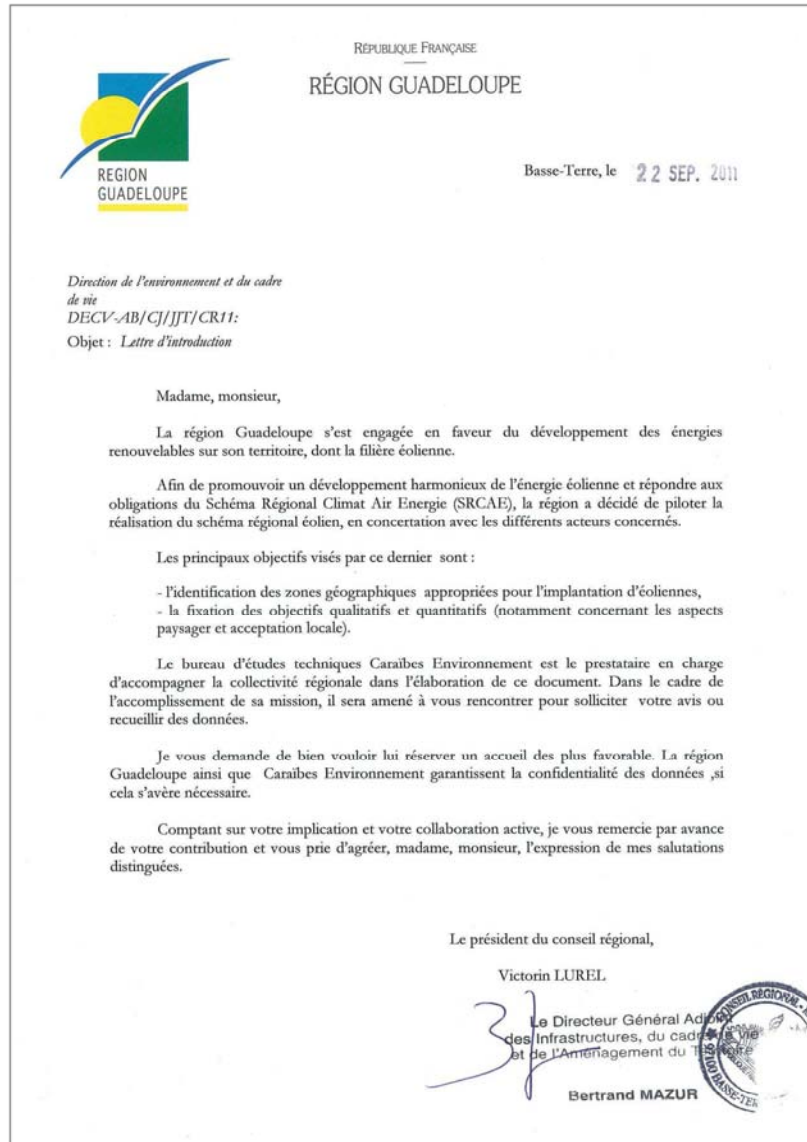 RÉPUBLIQUE FRANÇAISE
RÉGION GUADELOUPE
REGION
GUADELOUPE
Basse-Terre, le 22 SEP. 2011
Direction de l'environnement et du cadre
de vie
DECV-AB/CJ/JJT/CR11:
Objet : Lettre d'introduction
Madame, monsieur,
La région Guadeloupe s'est engagée en faveur du développement des énergies
renouvelables sur son territoire, dont la filière éolienne.
Afin de promouvoir un développement harmonieux de l'énergie éolienne et répondre aux
obligations du Schéma Régional Climat Air Energie (SRCAE), la région a décidé de piloter la
réalisation du schéma régional éolien, en concertation avec les différents acteurs concernés.
Les principaux objectifs visés par ce dernier sont :
- l'identification des zones géographiques appropriées pour l'implantation d'éoliennes,
- la fixation des objectifs qualitatifs et quantitatifs (notamment concernant les aspects
paysager et acceptation locale).
Le bureau d'études techniques Caraïbes Environnement est le prestataire en charge
d'accompagner la collectivité régionale dans l'élaboration de ce document. Dans le cadre de
l'accomplissement de sa mission, il sera amené à vous rencontrer pour solliciter votre avis ou
recueillir des données.
Je vous demande de bien vouloir lui réserver un accueil des plus favorable. La région
Guadeloupe ainsi que Caraïbes Environnement garantissent la confidentialité des données ,si
cela s'avère nécessaire.
Comptant sur votre implication et votre collaboration active, je vous remercie par avance
de votre contribution et vous prie d'agréer, madame, monsieur, l'expression de mes salutations
distinguées.
Le président du conseil régional,
Victorin LUREL
Le Directeur Général Adjoint
des Infrastructures, du cadre de vie
et de l'Aménagement du Territoire
Bertrand MAZUR
CONSEIL RÉGIONAL
97100 BASSE-TER